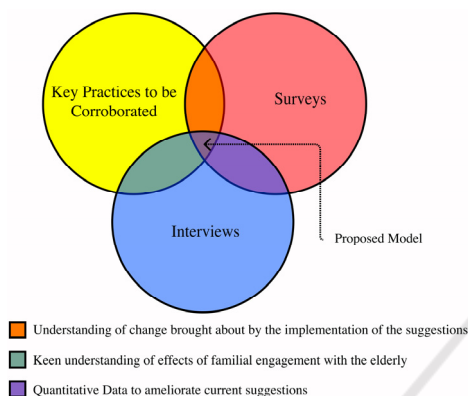 Key Practices to be
Corroborated
Surveys
Interviews
Proposed Model
Understanding of change brought about by the implementation of the suggestions
Keen understanding of effects of familial engagement with the elderly
Quantitative Data to ameliorate current suggestions